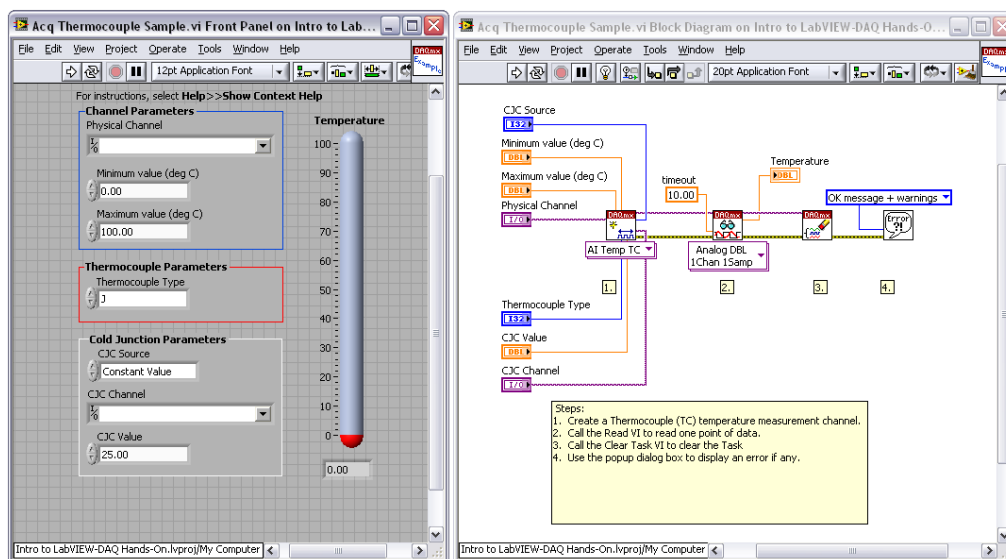 Acq Thermocouple Sample.vi Front Panel on Intro to Lab...
File Edit View Project Operate Tools Window Help
DAQmx
Example
12pt Application Font
For instructions, select Help>>Show Context Help
Channel Parameters
Physical Channel
I/O
Minimum value (deg C)
0.00
Maximum value (deg C)
100.00
Thermocouple Parameters
Thermocouple Type
J
Cold Junction Parameters
CJC Source
Constant Value
CJC Channel
I/O
CJC Value
25.00
Temperature
100
90
80
70
60
50
40
30
20
10
0
0.00
Intro to LabVIEW-DAQ Hands-On.lvproj/My Computer
Acq Thermocouple Sample.vi Block Diagram on Intro to LabVIEW-DAQ Hands-O...
File Edit View Project Operate Tools Window Help
DAQmx
20pt Application Font
CJC Source
I32
Minimum value (deg C)
DBL
Maximum value (deg C)
DBL
Physical Channel
I/O
timeout
10.00
Temperature
DBL
OK message + warnings
DAQmx
DAQmx
DAQmx
Error
?!
AI Temp TC
Analog DBL
1Chan 1Samp
1.
2.
3.
4.
Thermocouple Type
I32
CJC Value
DBL
CJC Channel
I/O
Steps:
1. Create a Thermocouple (TC) temperature measurement channel.
2. Call the Read VI to read one point of data.
3. Call the Clear Task VI to clear the Task
4. Use the popup dialog box to display an error if any.
Intro to LabVIEW-DAQ Hands-On.lvproj/My Computer